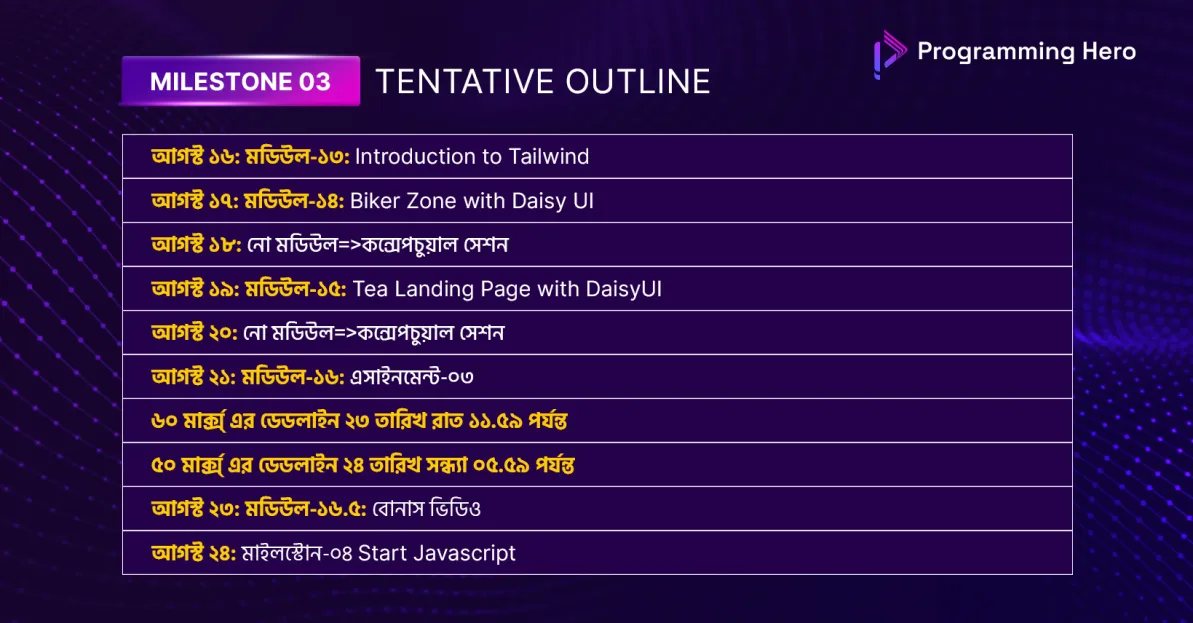 Programming Hero
MILESTONE 03 TENTATIVE OUTLINE
আগস্ট ১৬: মডিউল-১৩: Introduction to Tailwind
আগস্ট ১৭: মডিউল-১৪: Biker Zone with Daisy UI
আগস্ট ১৮: নো মডিউল=>কন্সেপচুয়াল সেশন
আগস্ট ১৯: মডিউল-১৫: Tea Landing Page with DaisyUI
আগস্ট ২০: নো মডিউল=>কন্সেপচুয়াল সেশন
আগস্ট ২১: মডিউল-১৬: এসাইনমেন্ট-০৩
৬০ মার্ক্স্ এর ডেডলাইন ২৩ তারিখ রাত ১১.৫৯ পর্যন্ত
৫০ মার্ক্স্ এর ডেডলাইন ২৪ তারিখ সন্ধ্যা ০৫.৫৯ পর্যন্ত
আগস্ট ২৩: মডিউল-১৬.৫: বোনাস ভিডিও
আগস্ট ২৪: মাইলস্টোন-০৪ Start Javascript